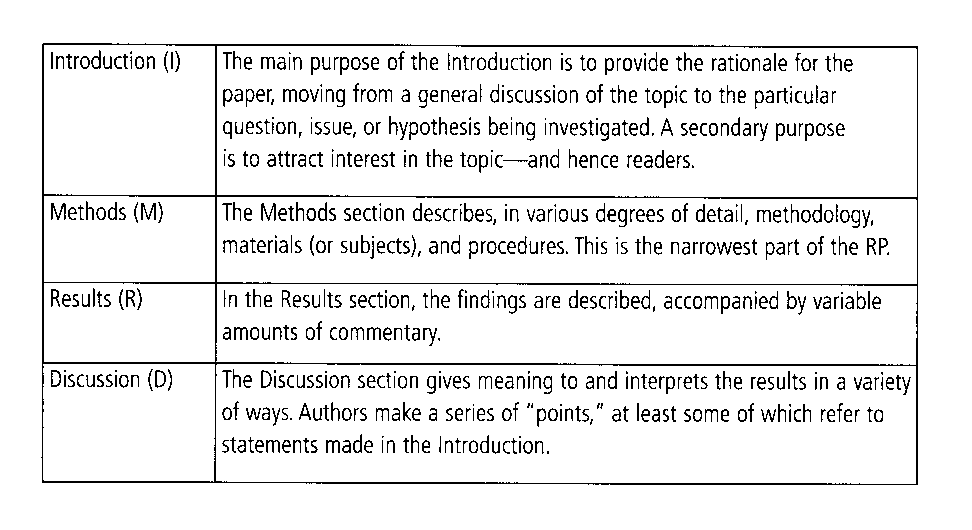 Introduction (I)
The main purpose of the Introduction is to provide the rationale for the
paper, moving from a general discussion of the topic to the particular
question, issue, or hypothesis being investigated. A secondary purpose
is to attract interest in the topic—and hence readers.
Methods (M)
The Methods section describes, in various degrees of detail, methodology,
materials (or subjects), and procedures. This is the narrowest part of the RP.
Results (R)
In the Results section, the findings are described, accompanied by variable
amounts of commentary.
Discussion (D)
The Discussion section gives meaning to and interprets the results in a variety
of ways. Authors make a series of "points," at least some of which refer to
statements made in the Introduction.